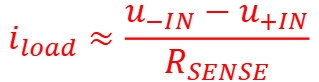 i_load ≈ (u_-IN − u_+IN) / R_SENSE